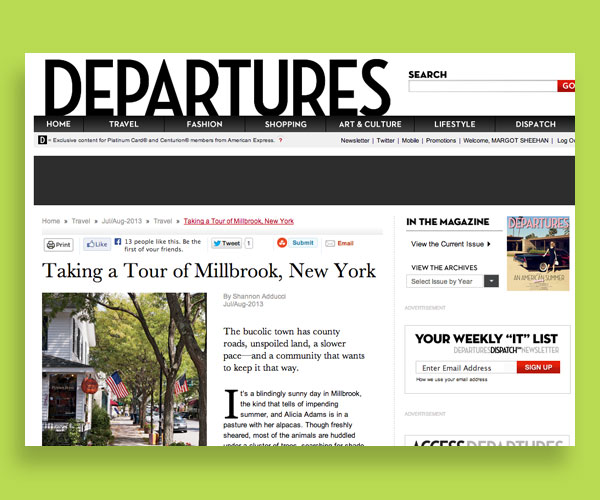 DEPARTURES
SEARCH
GO
HOME TRAVEL FASHION SHOPPING ART & CULTURE LIFESTYLE DISPATCH
D = Exclusive content for Platinum Card® and Centurion® members from American Express. ?
Newsletter | Twitter | Mobile | Promotions | Welcome, MARGOT SHEEHAN | Log Ou
Home » Travel » Jul/Aug-2013 » Travel » Taking a Tour of Millbrook, New York
Print Like 13 people like this. Be the first of your friends. Tweet 1 Submit Email
Taking a Tour of Millbrook, New York
By Shannon Adducci
Jul/Aug-2013
The bucolic town has county
roads, unspoiled land, a slower
pace—and a community that wants
to keep it that way.
It's a blindingly sunny day in Millbrook,
the kind that tells of impending
summer, and Alicia Adams is in a
pasture with her alpacas. Though freshly
sheared, most of the animals are huddled
under a cluster of trees, searching for shade
IN THE MAGAZINE
View the Current Issue
VIEW THE ARCHIVES
Select Issue by Year
DEPARTURES
AN AMERICAN SUMMER
ADVERTISEMENT
YOUR WEEKLY “IT” LIST
DEPARTURESDISPATCH NEWSLETTER
Enter Email Address SIGN UP
How we use your email address
ADVERTISEMENT
ACCESS DEPARTURES